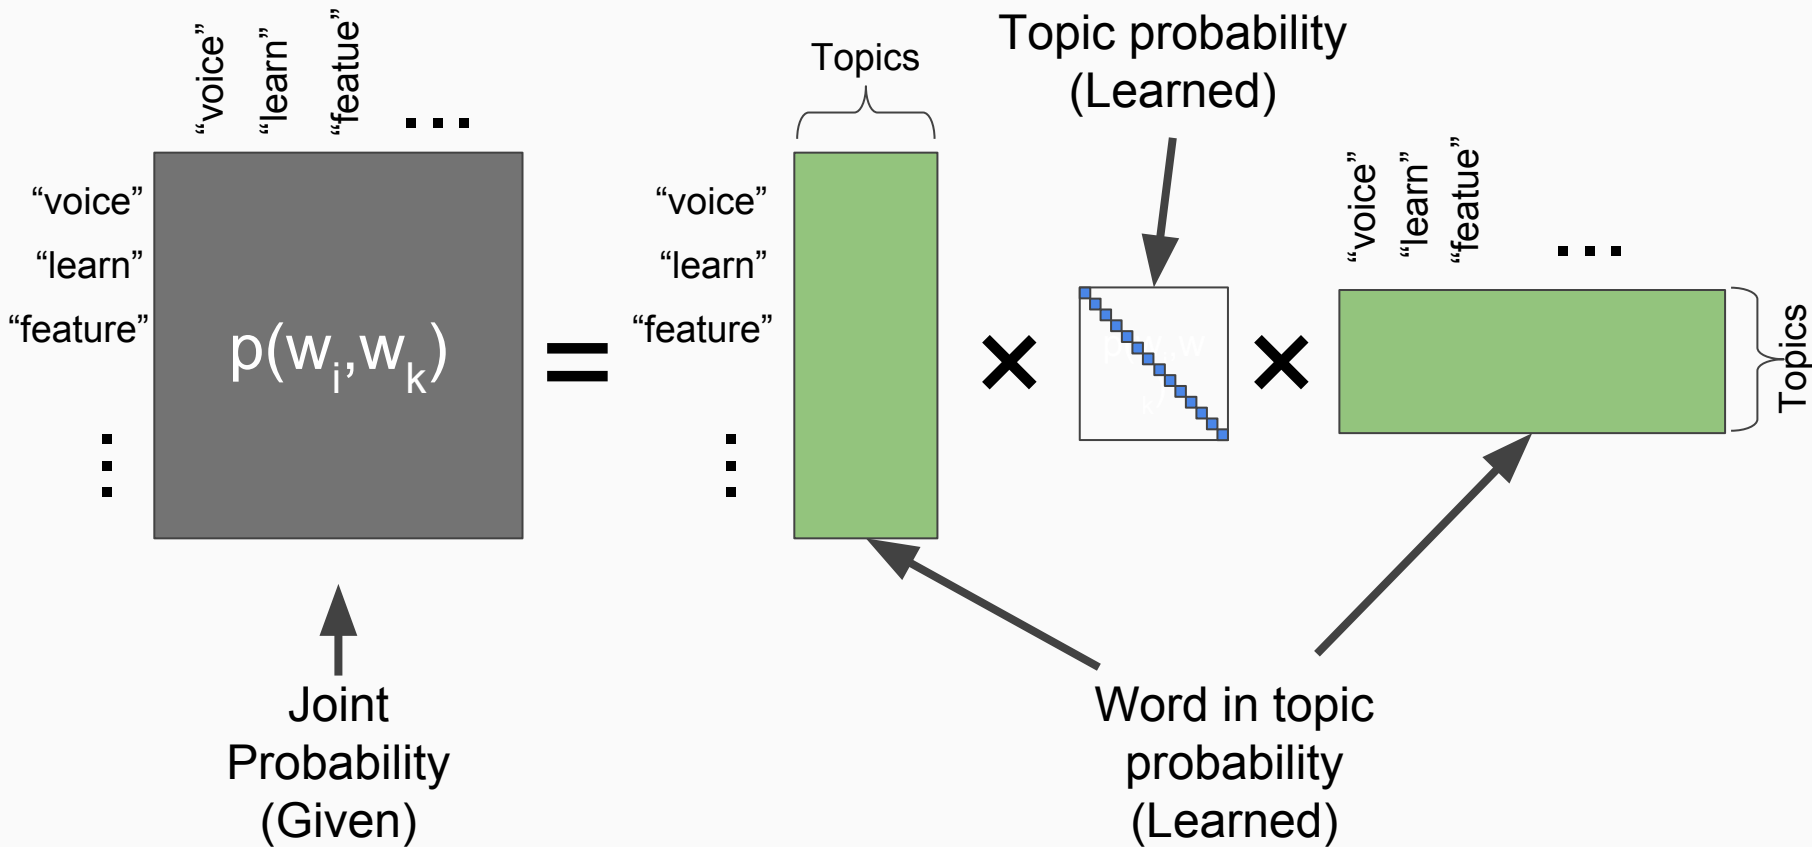 “voice”
“learn”
“featue”
...
“voice”
“learn”
“feature”
p(wᵢ,wₖ)
=
Topics
“voice”
“learn”
“feature”
×
Topic probability
(Learned)
×
“voice”
“learn”
“featue”
...
Topics
Joint
Probability
(Given)
Word in topic
probability
(Learned)